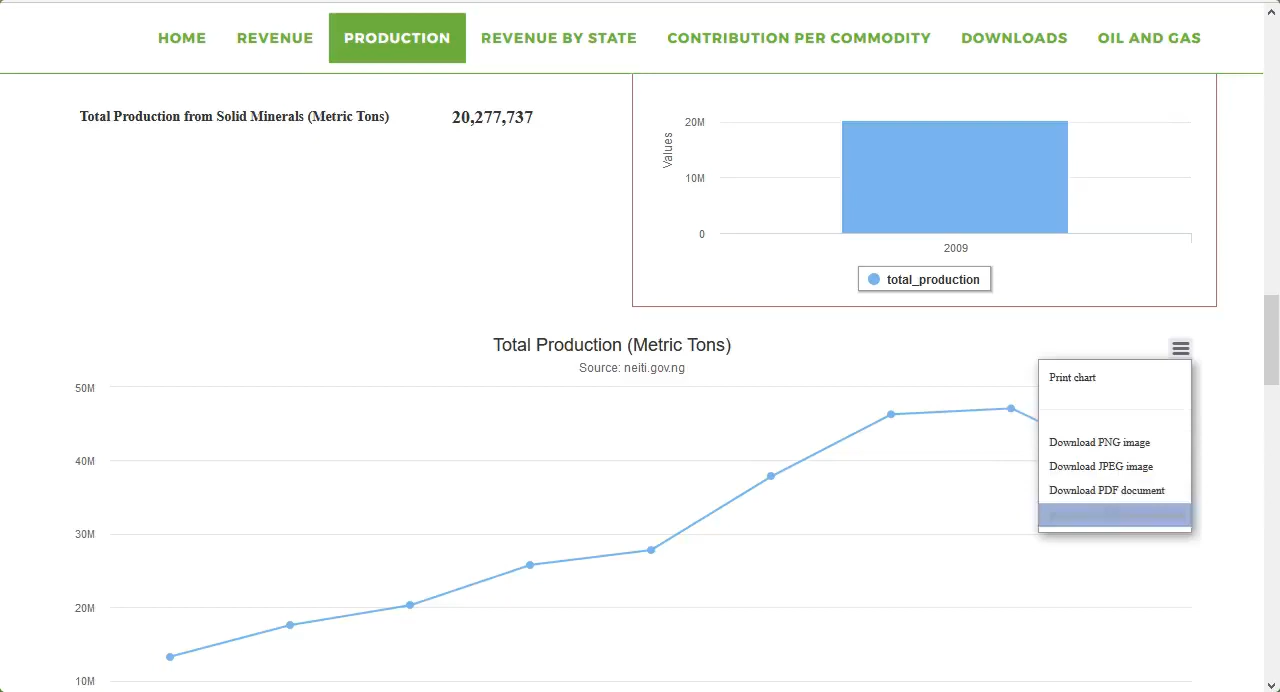 HOME REVENUE PRODUCTION REVENUE BY STATE CONTRIBUTION PER COMMODITY DOWNLOADS OIL AND GAS
Total Production from Solid Minerals (Metric Tons) 20,277,737
20M
Values
10M
0
2009
total_production
Total Production (Metric Tons)
Source: neiti.gov.ng
Print chart
50M
Download PNG image
40M
Download JPEG image
Download PDF document
30M
20M
10M